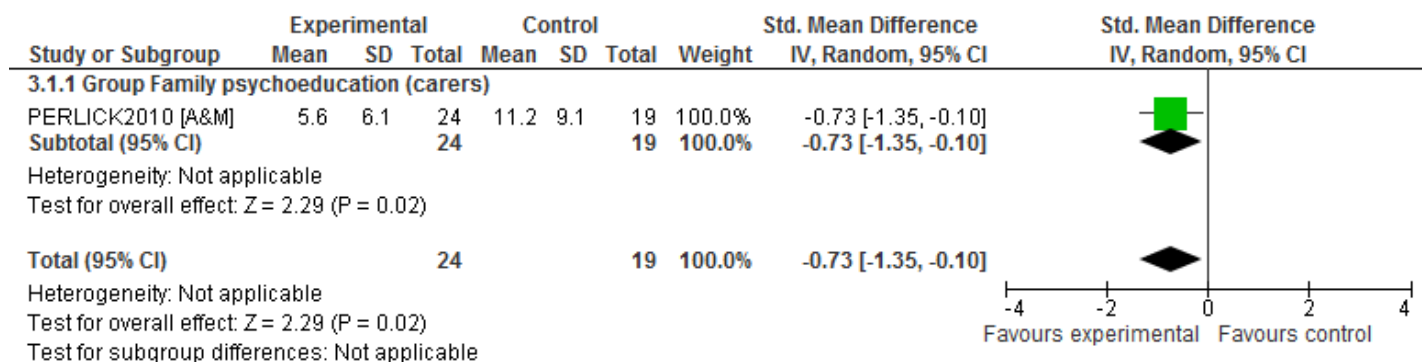 Experimental Control Std. Mean Difference Std. Mean Difference
Study or Subgroup Mean SD Total Mean SD Total Weight IV, Random, 95% CI IV, Random, 95% CI
3.1.1 Group Family psychoeducation (carers)
PERLICK2010 [A&M] 5.6 6.1 24 11.2 9.1 19 100.0% -0.73 [-1.35, -0.10]
Subtotal (95% CI) 24 19 100.0% -0.73 [-1.35, -0.10]
Heterogeneity: Not applicable
Test for overall effect: Z = 2.29 (P = 0.02)
Total (95% CI) 24 19 100.0% -0.73 [-1.35, -0.10]
Heterogeneity: Not applicable
Test for overall effect: Z = 2.29 (P = 0.02)
Test for subgroup differences: Not applicable
-4 -2 0 2 4
Favours experimental Favours control